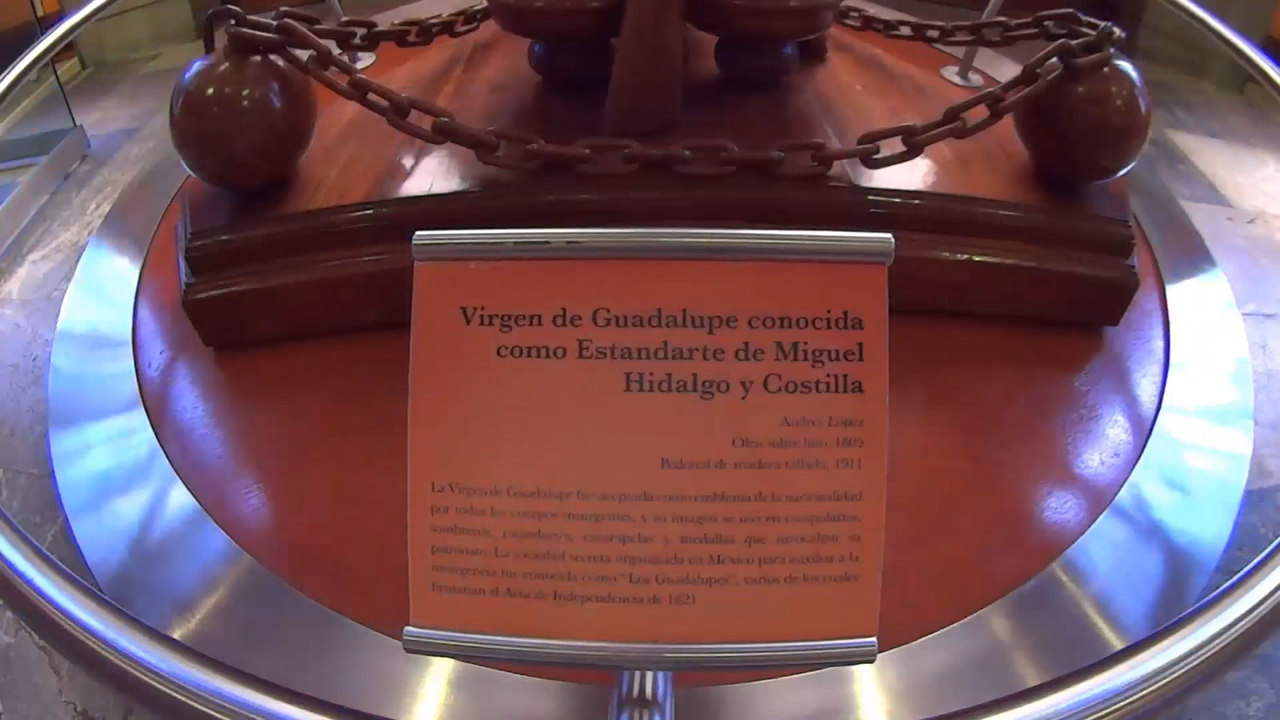 Virgen de Guadalupe conocida
como Estandarte de Miguel
Hidalgo y Costilla
Andrés López
Óleo sobre lino, 1805
Pedestal de madera tallada, 1911
La Virgen de Guadalupe fue aceptada como emblema de la nacionalidad
por todos los cuerpos insurgentes, y su imagen se usó en escapularios,
sombreros, estandartes, escarapelas y medallas que invocaban su
patronato. La sociedad secreta organizada en México para auxiliar a la
insurgencia fue conocida como "Los Guadalupes", varios de los cuales
firmarían el Acta de Independencia de 1821